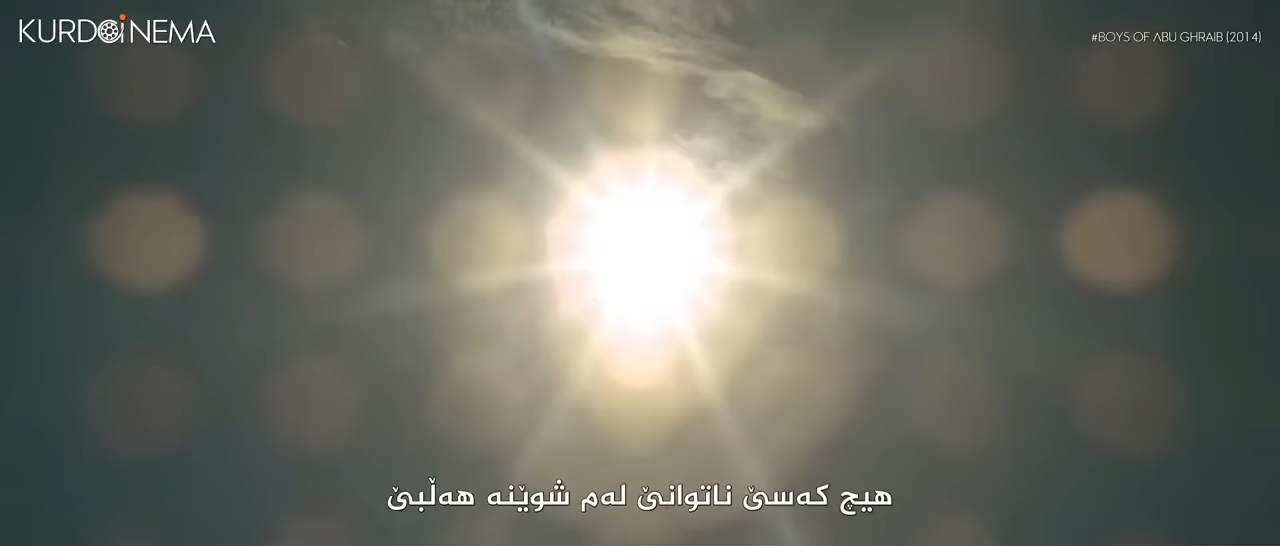 KURDCiNEMA
#BOYS OF ABU GHRAIB (2014)
هیچ کەسێ ناتوانێ لەم شوێنە هەڵبێ